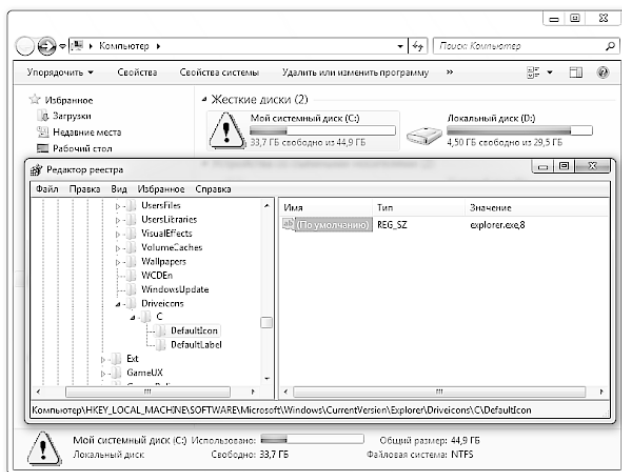 Компьютер
Поиск: Компьютер
Упорядочить Свойства Свойства системы Удалить или изменить программу »
Избранное
Загрузки
Недавние места
Рабочий стол
Жесткие диски (2)
Мой системный диск (C:)
33,7 ГБ свободно из 44,9 ГБ
Локальный диск (D:)
4,50 ГБ свободно из 29,5 ГБ
Редактор реестра
Файл Правка Вид Избранное Справка
UsersFiles
UsersLibraries
VisualEffects
VolumeCaches
Wallpapers
WCDEn
WindowsUpdate
Driveicons
C
DefaultIcon
DefaultLabel
Ext
GameUX
Имя Тип Значение
ab (По умолчанию) REG_SZ explorer.exe,8
Компьютер\HKEY_LOCAL_MACHINE\SOFTWARE\Microsoft\Windows\CurrentVersion\Explorer\Driveicons\C\DefaultIcon
Мой системный диск (C:) Использовано: Общий размер: 44,9 ГБ
Локальный диск Свободно: 33,7 ГБ Файловая система: NTFS